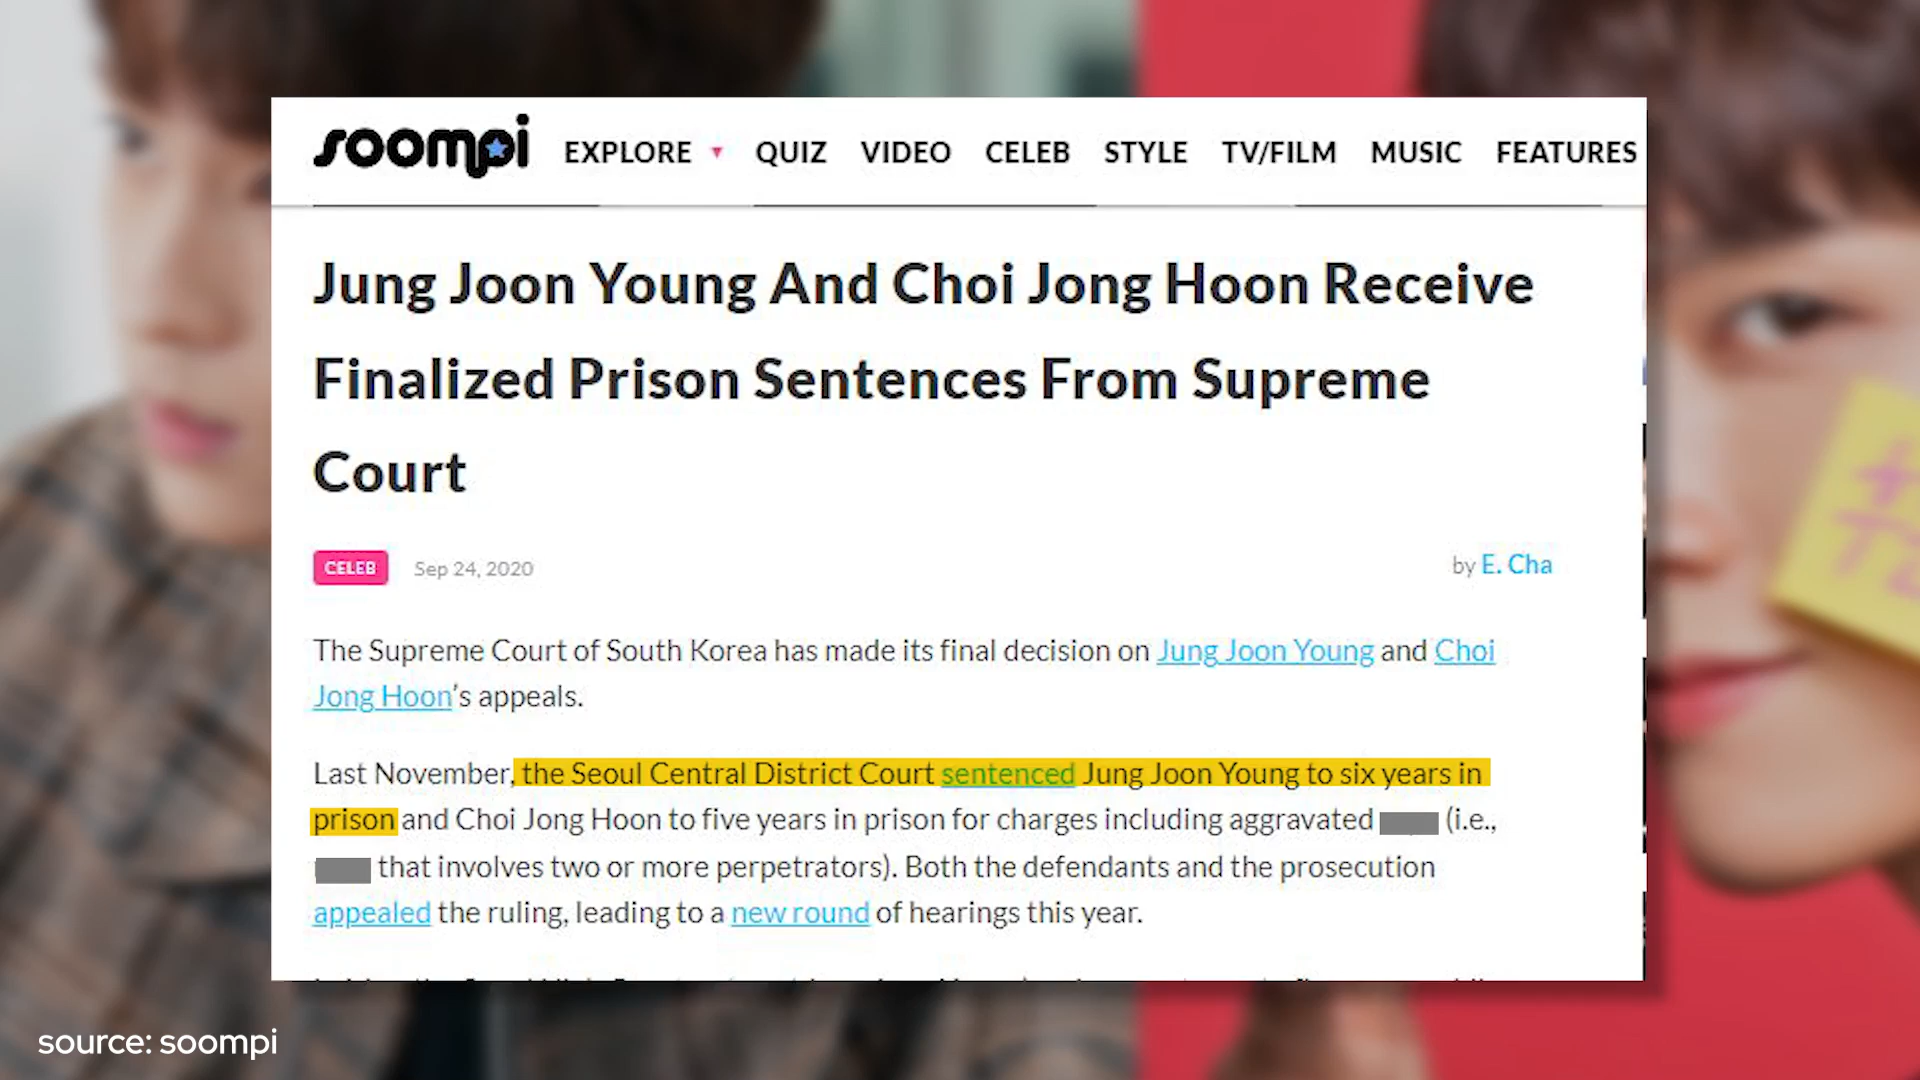 soompi EXPLORE ▼ QUIZ VIDEO CELEB STYLE TV/FILM MUSIC FEATURES
Jung Joon Young And Choi Jong Hoon Receive
Finalized Prison Sentences From Supreme
Court
CELEB Sep 24, 2020 by E. Cha
The Supreme Court of South Korea has made its final decision on Jung Joon Young and Choi
Jong Hoon's appeals.
Last November, the Seoul Central District Court sentenced Jung Joon Young to six years in
prison and Choi Jong Hoon to five years in prison for charges including aggravated (i.e.,
that involves two or more perpetrators). Both the defendants and the prosecution
appealed the ruling, leading to a new round of hearings this year.
source: soompi